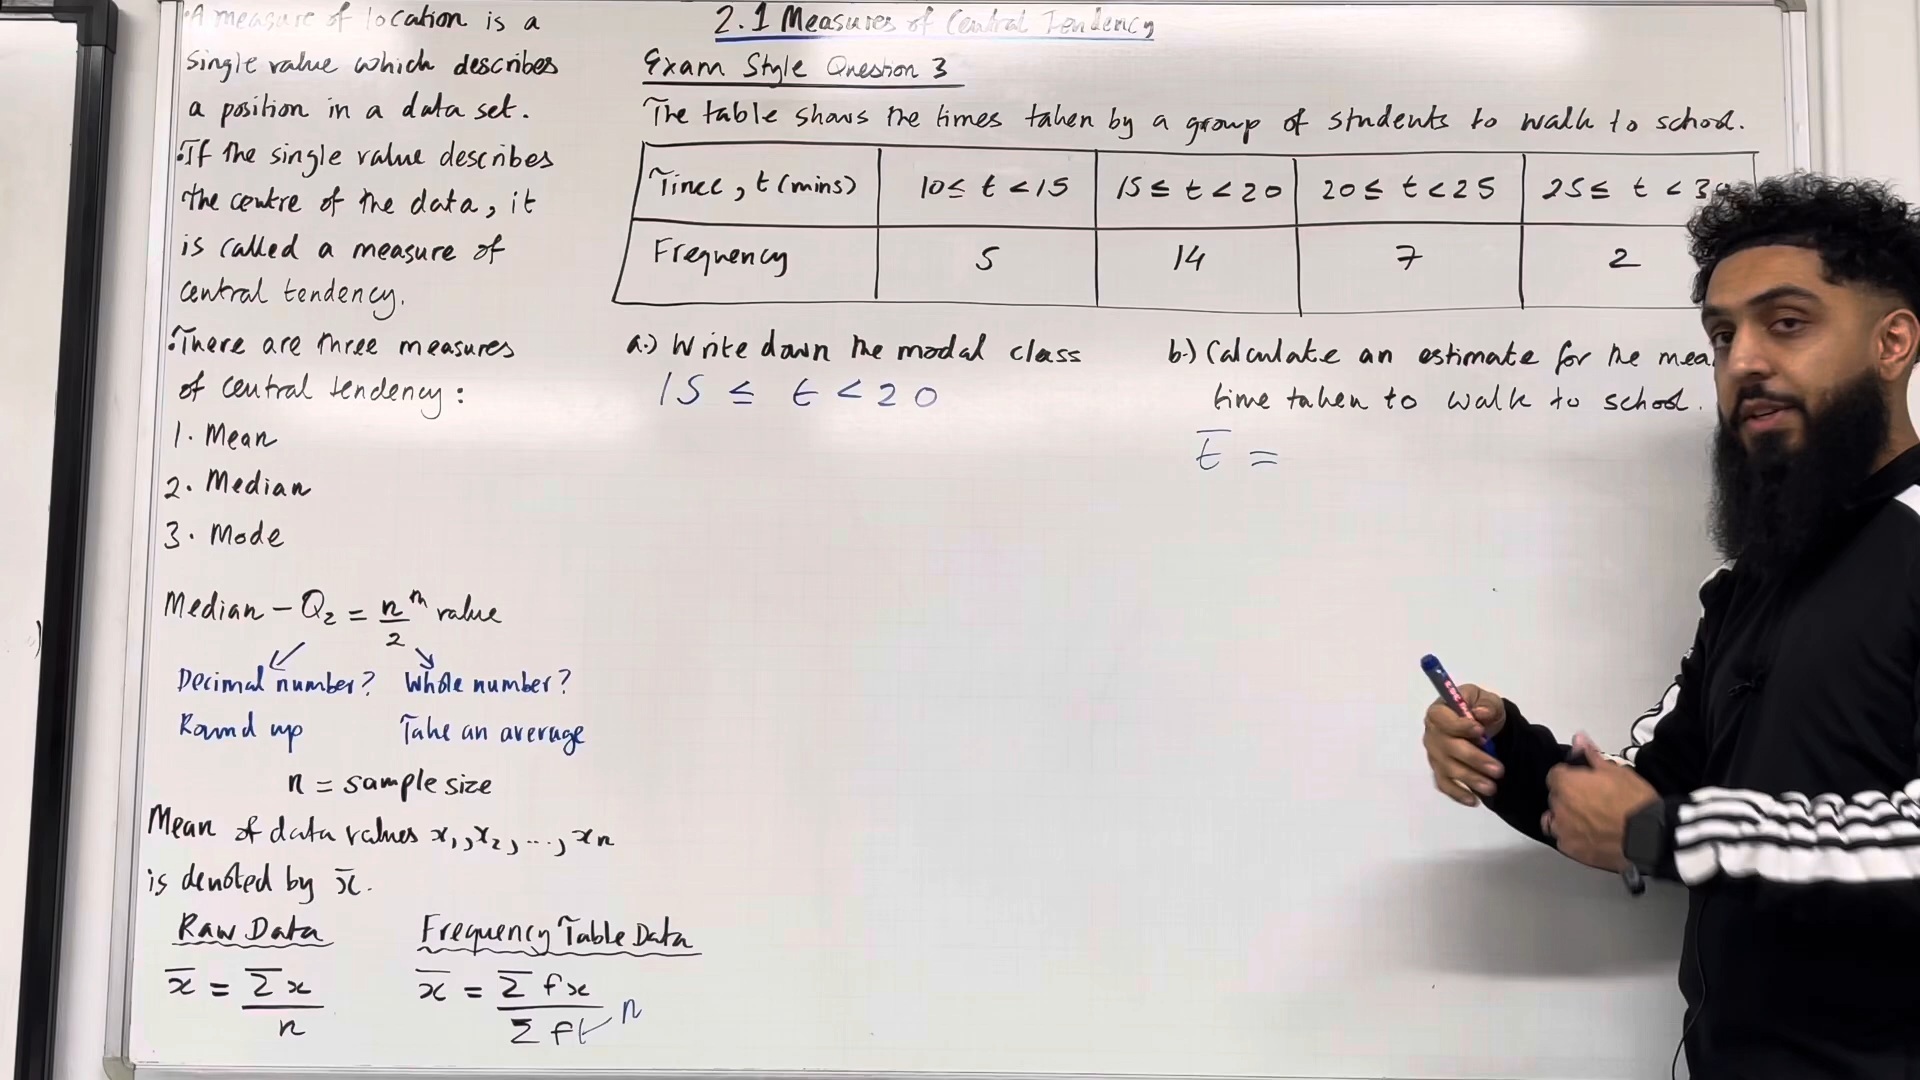 2.1 Measures of Central Tendency
• A measure of location is a
single value which describes
a position in a data set.
• If the single value describes
the centre of the data, it
is called a measure of
central tendency.
• There are three measures
of central tendency:
1. Mean
2. Median
3. Mode
Median - Q₂ = n/2 th value
Decimal number? Whole number?
Round up Take an average
n = sample size
Mean of data values x₁, x₂, ..., xₙ
is denoted by x̄.
Raw Data Frequency Table Data
x̄ = Σx/n x̄ = Σfx/Σf n
Exam Style Question 3
The table shows the times taken by a group of students to walk to school.
Time, t (mins) 10 ≤ t < 15 15 ≤ t < 20 20 ≤ t < 25 25 ≤ t < 3
Frequency 5 14 7 2
a.) Write down the modal class
15 ≤ t < 20
b.) Calculate an estimate for the mea
time taken to walk to school.
t̄ =